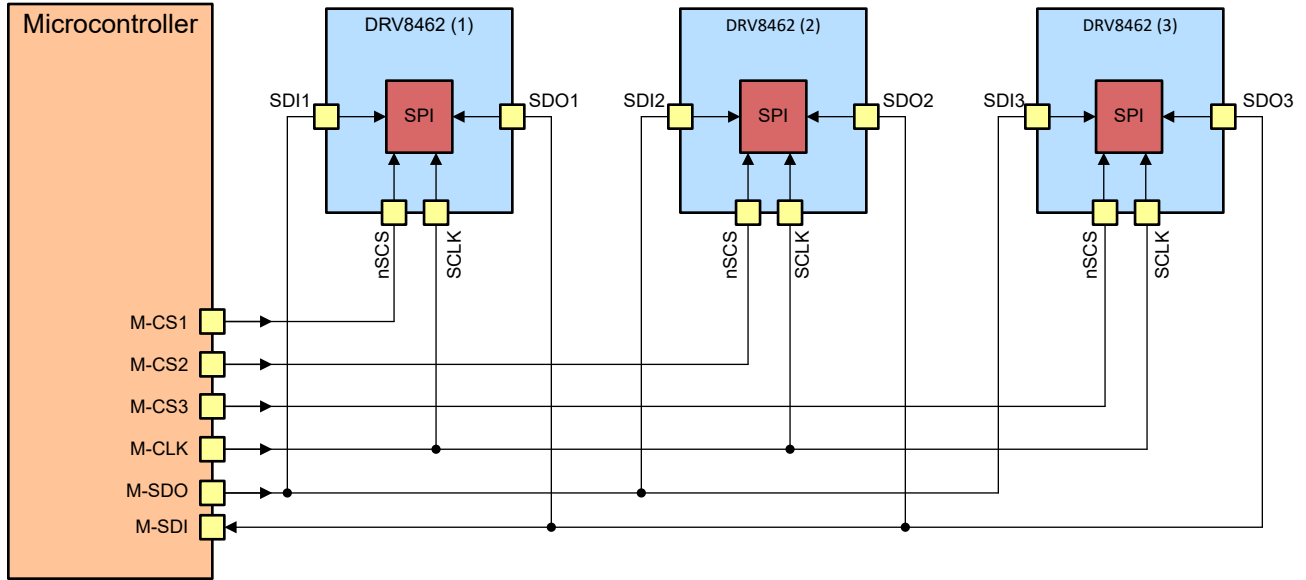 Microcontroller
DRV8462 (1)
DRV8462 (2)
DRV8462 (3)
SDI1
SPI
SDO1
SDI2
SPI
SDO2
SDI3
SPI
SDO3
nSCS
SCLK
nSCS
SCLK
nSCS
SCLK
M-CS1
M-CS2
M-CS3
M-CLK
M-SDO
M-SDI